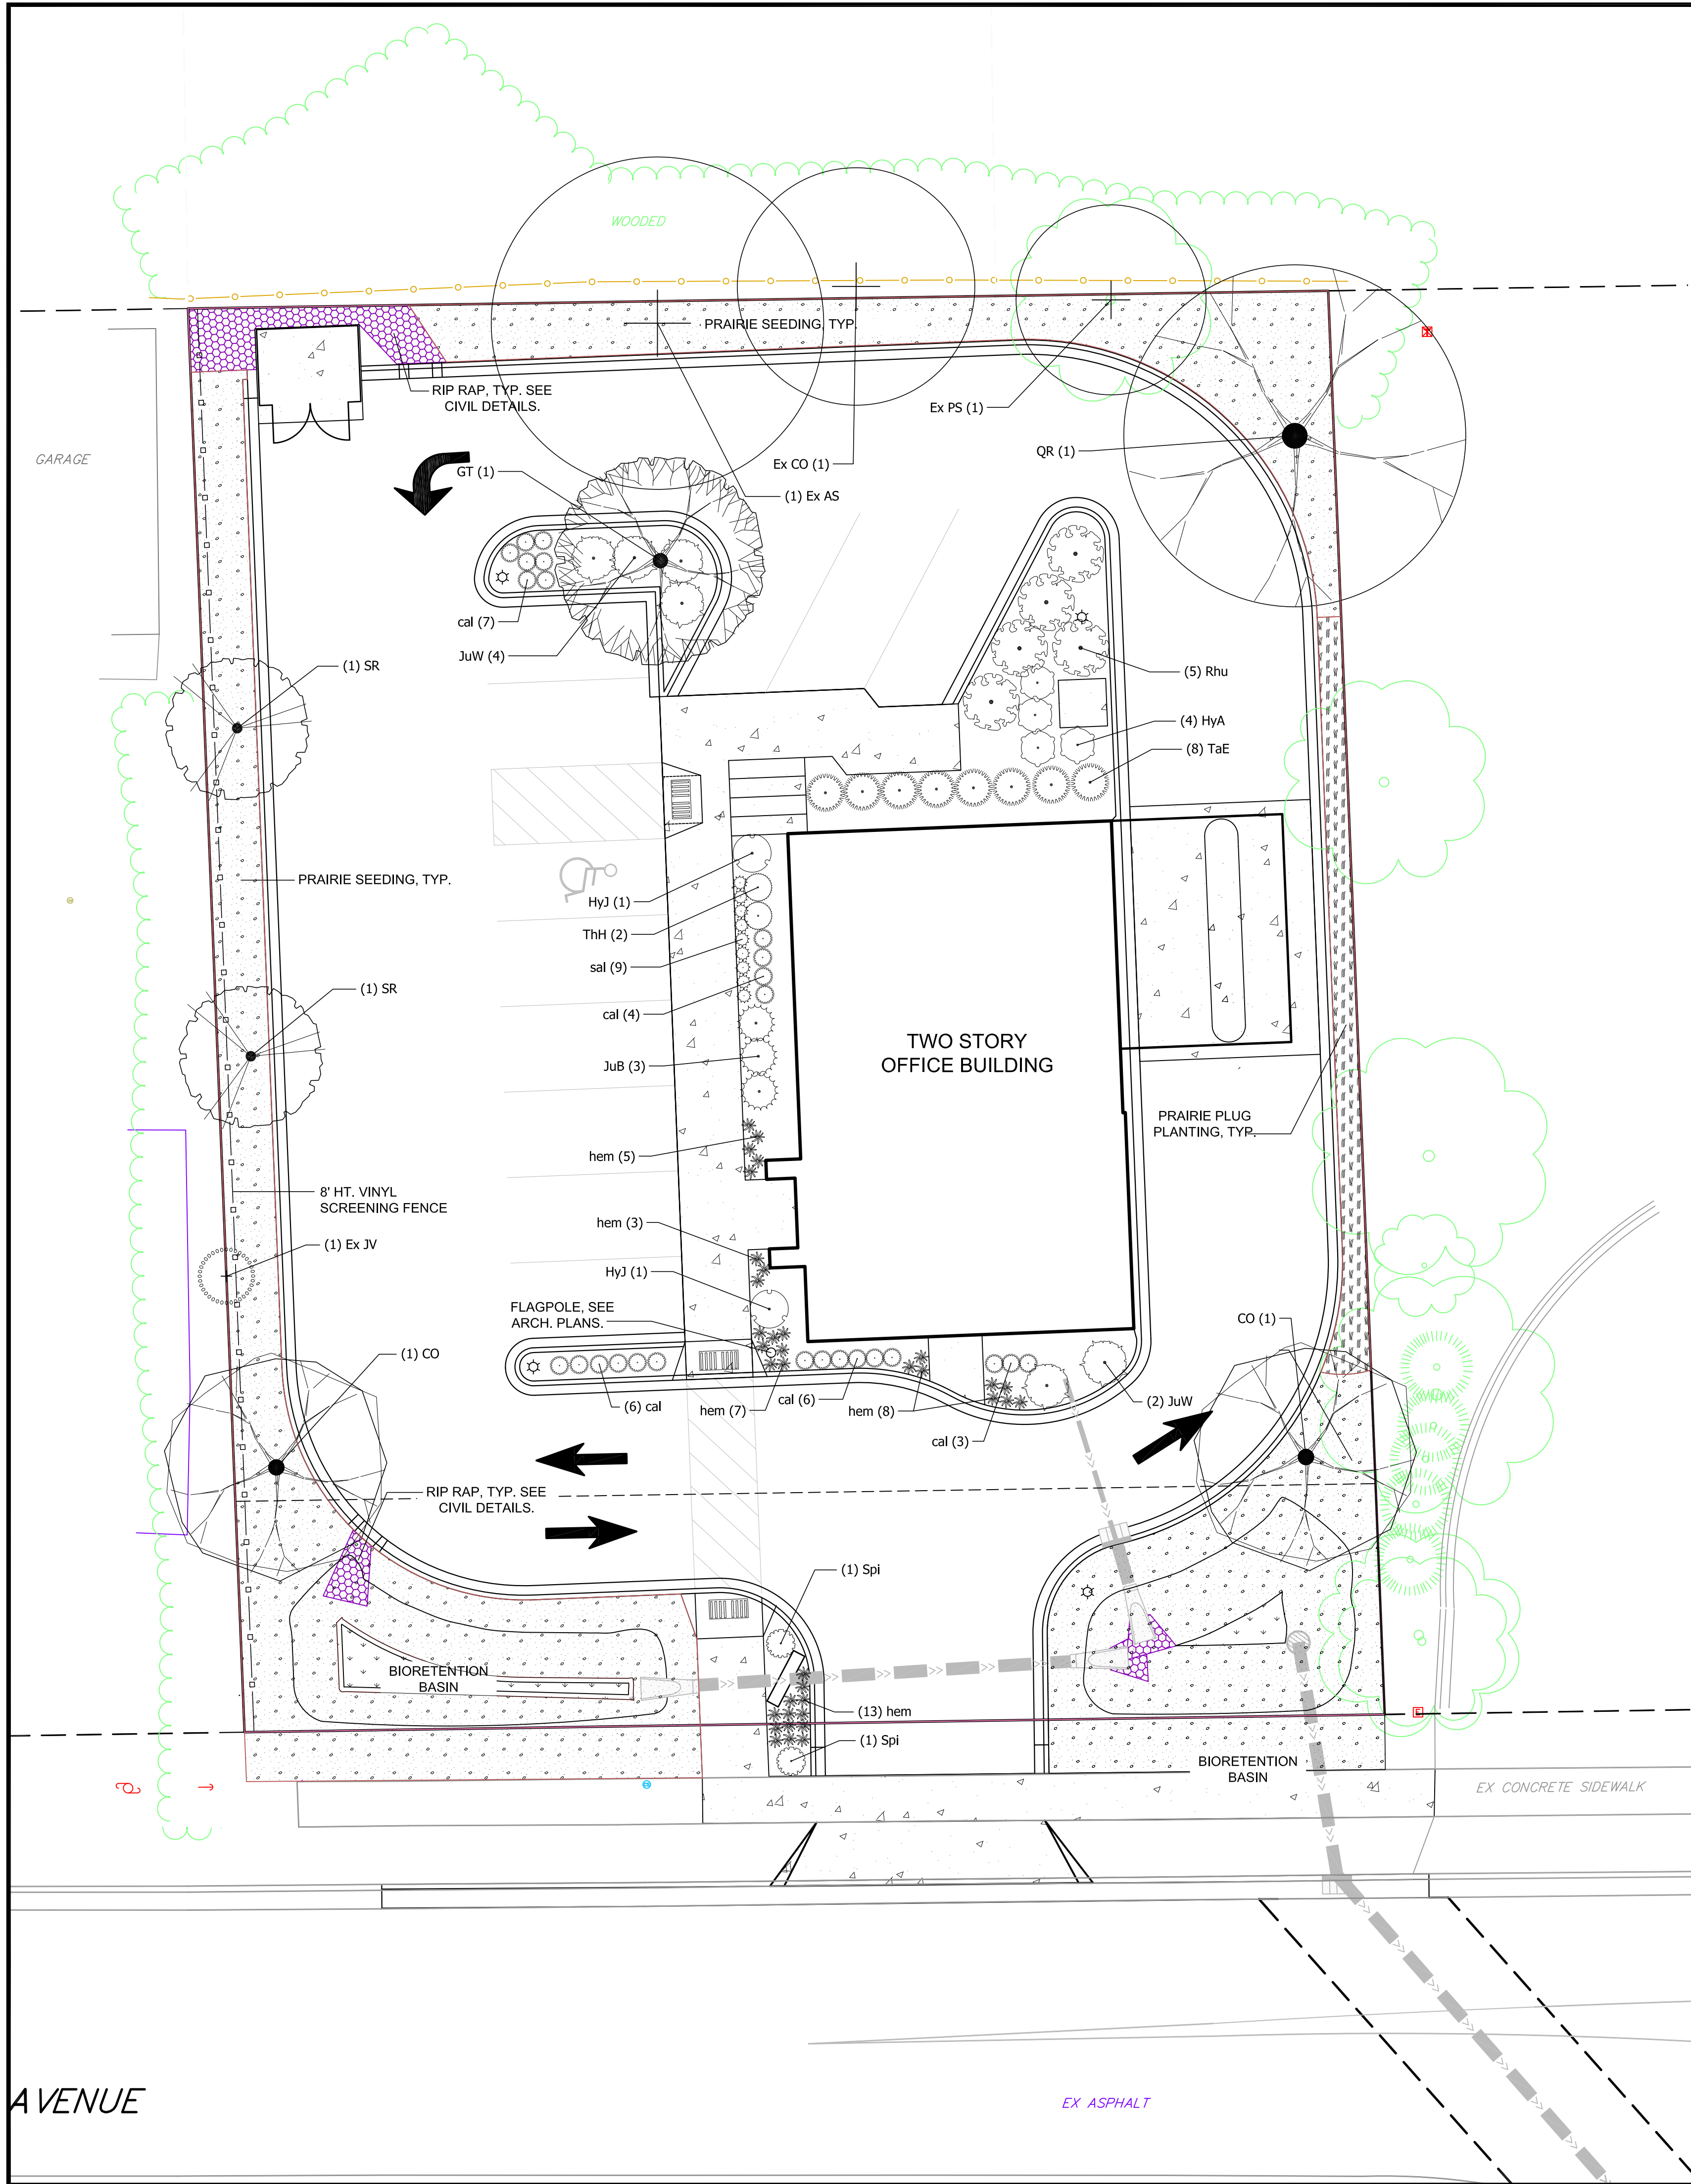 WOODED
PRAIRIE SEEDING, TYP.
RIP RAP, TYP. SEE
CIVIL DETAILS.
Ex PS (1)
GARAGE
QR (1)
GT (1)
Ex CO (1)
(1) Ex AS
cal (7)
JuW (4)
(1) SR
(5) Rhu
(4) HyA
(8) TaE
PRAIRIE SEEDING, TYP.
HyJ (1)
ThH (2)
sal (9)
(1) SR
cal (4)
TWO STORY
OFFICE BUILDING
JuB (3)
PRAIRIE PLUG
PLANTING, TYP.
hem (5)
8' HT. VINYL
SCREENING FENCE
hem (3)
(1) Ex JV
HyJ (1)
FLAGPOLE, SEE
ARCH. PLANS.
CO (1)
(1) CO
(6) cal
hem (7)
cal (6)
hem (8)
(2) JuW
cal (3)
RIP RAP, TYP. SEE
CIVIL DETAILS.
(1) Spi
BIORETENTION
BASIN
(13) hem
(1) Spi
BIORETENTION
BASIN
EX CONCRETE SIDEWALK
AVENUE
EX ASPHALT